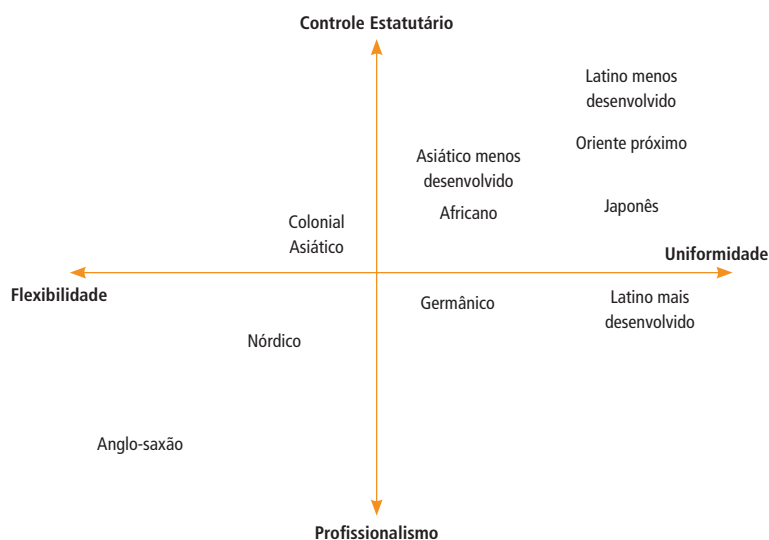 Controle Estatutário
Latino menos
desenvolvido
Oriente próximo
Asiático menos
desenvolvido
Africano
Japonês
Colonial
Asiático
Uniformidade
Flexibilidade
Germânico
Latino mais
desenvolvido
Nórdico
Anglo-saxão
Profissionalismo